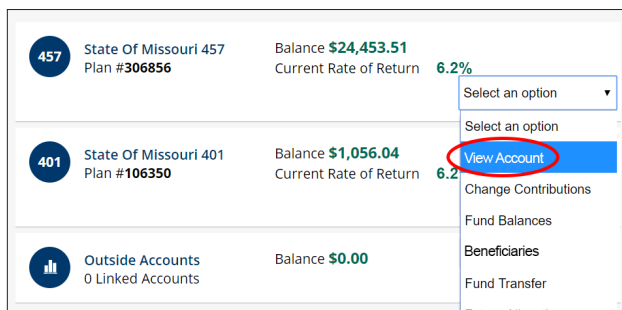 457
State Of Missouri 457
Plan #306856
Balance $24,453.51
Current Rate of Return 6.2%
Select an option
Select an option
View Account
Change Contributions
Fund Balances
Beneficiaries
Fund Transfer
401
State Of Missouri 401
Plan #106350
Balance $1,056.04
Current Rate of Return 6.2
Outside Accounts
0 Linked Accounts
Balance $0.00